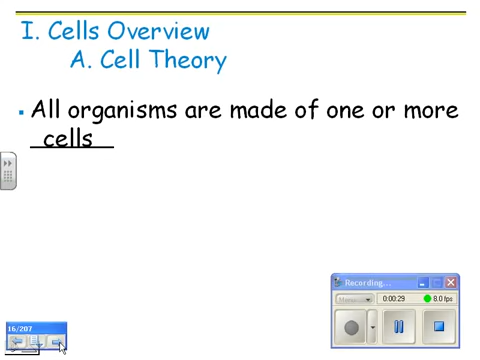 I. Cells Overview
A. Cell Theory
All organisms are made of one or more
cells
Recording...
Menu
0:00:29
8.0 fps
16/207